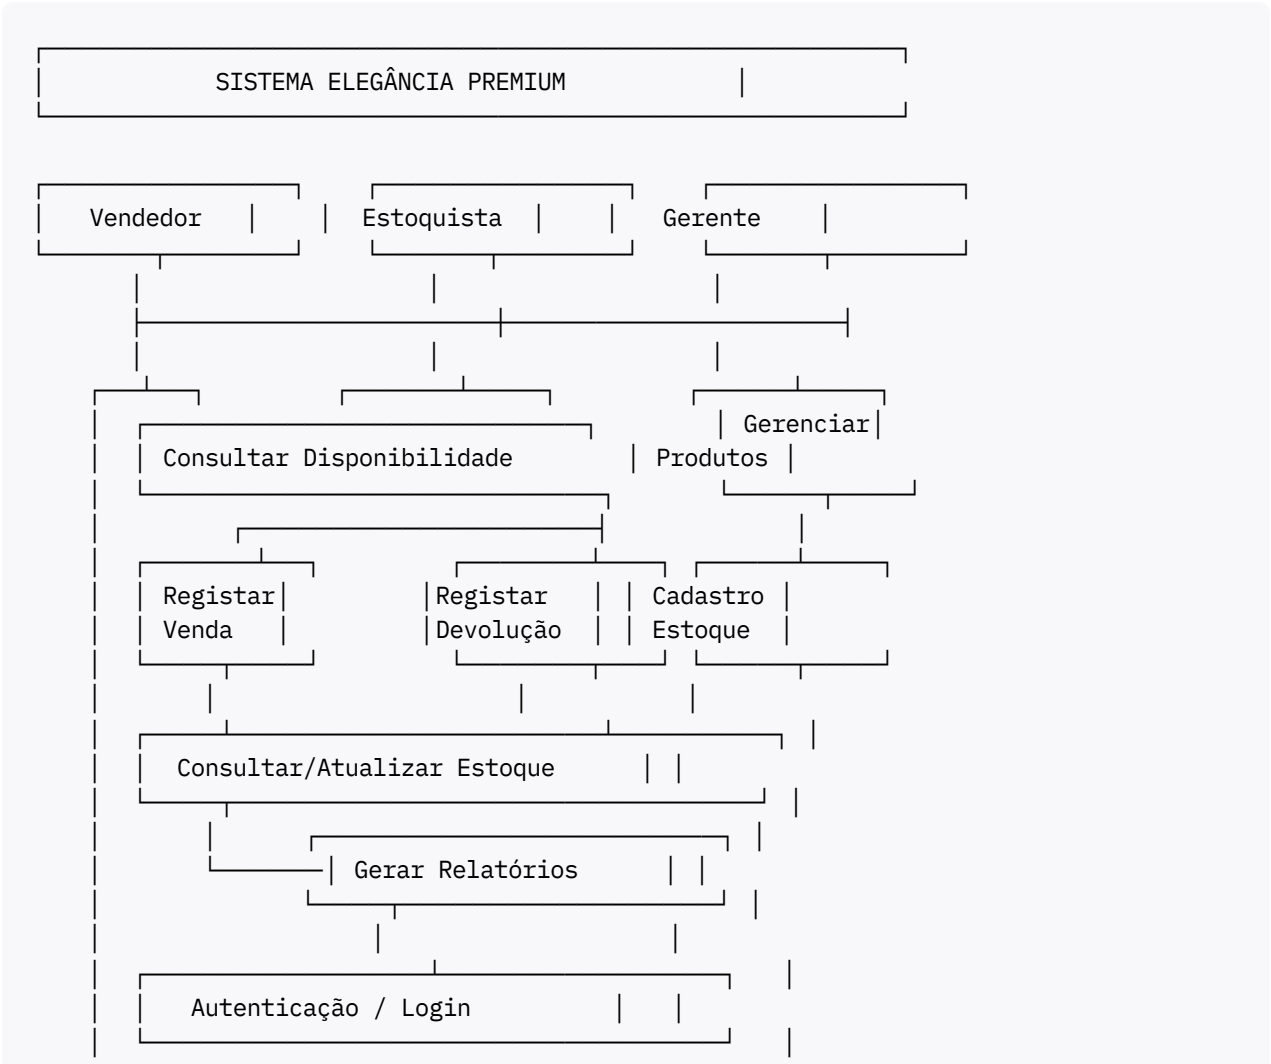 SISTEMA ELEGÂNCIA PREMIUM
Vendedor Estoquista Gerente
Gerenciar
Consultar Disponibilidade Produtos
Registar Registar Cadastro
Venda Devolução Estoque
Consultar/Atualizar Estoque
Gerar Relatórios
Autenticação / Login